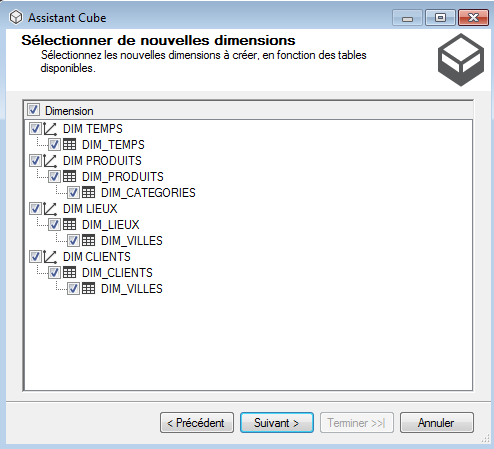 Assistant Cube
Sélectionner de nouvelles dimensions
Sélectionnez les nouvelles dimensions à créer, en fonction des tables
disponibles.
Dimension
DIM TEMPS
DIM_TEMPS
DIM PRODUITS
DIM_PRODUITS
DIM_CATEGORIES
DIM LIEUX
DIM_LIEUX
DIM_VILLES
DIM CLIENTS
DIM_CLIENTS
DIM_VILLES
< Précédent
Suivant >
Terminer >>|
Annuler